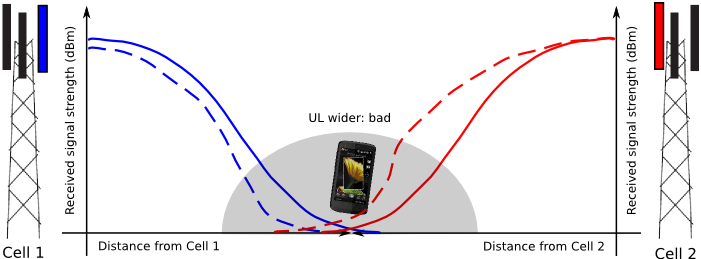 Received signal strength (dBm)
UL wider: bad
Received signal strength (dBm)
Distance from Cell 1
Distance from Cell 2
Cell 1
Cell 2